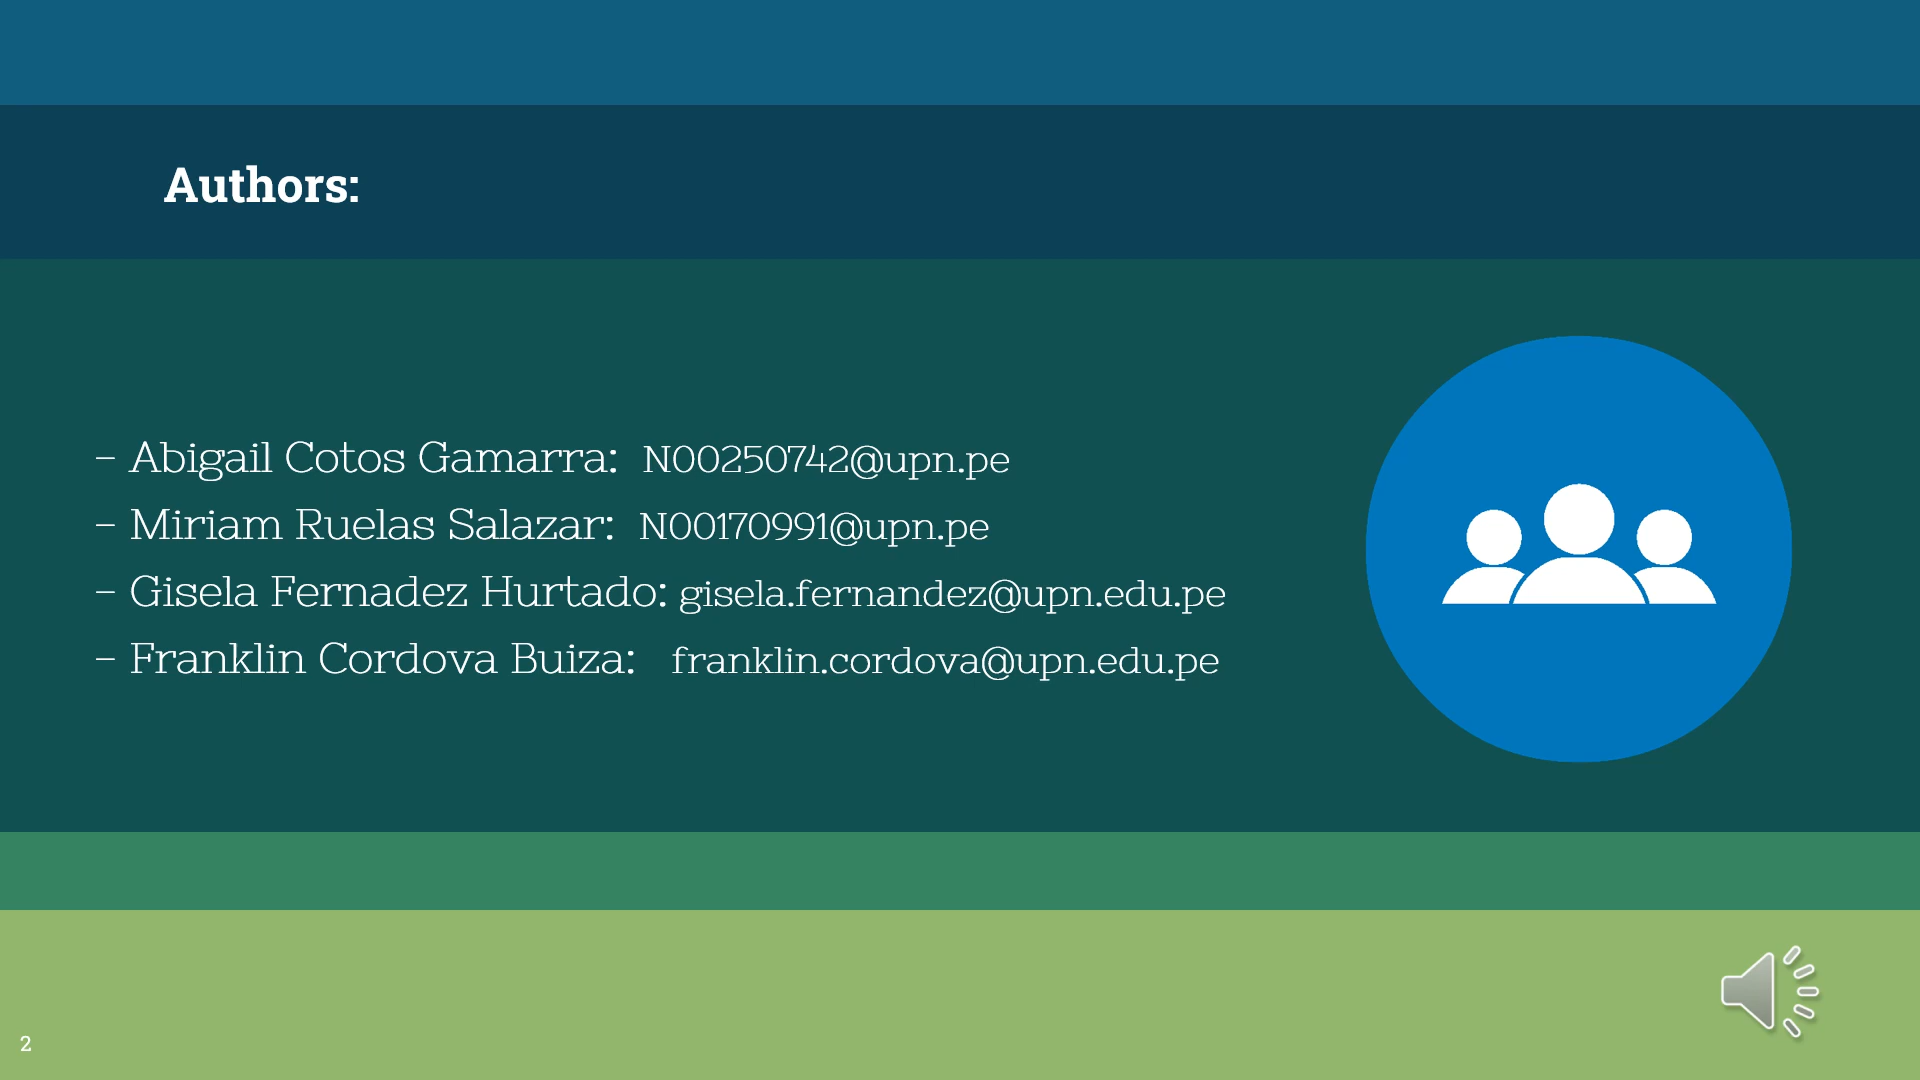 Authors:
– Abigail Cotos Gamarra: N00250742@upn.pe
– Miriam Ruelas Salazar: N00170991@upn.pe
– Gisela Fernadez Hurtado: gisela.fernandez@upn.edu.pe
– Franklin Cordova Buiza: franklin.cordova@upn.edu.pe
2